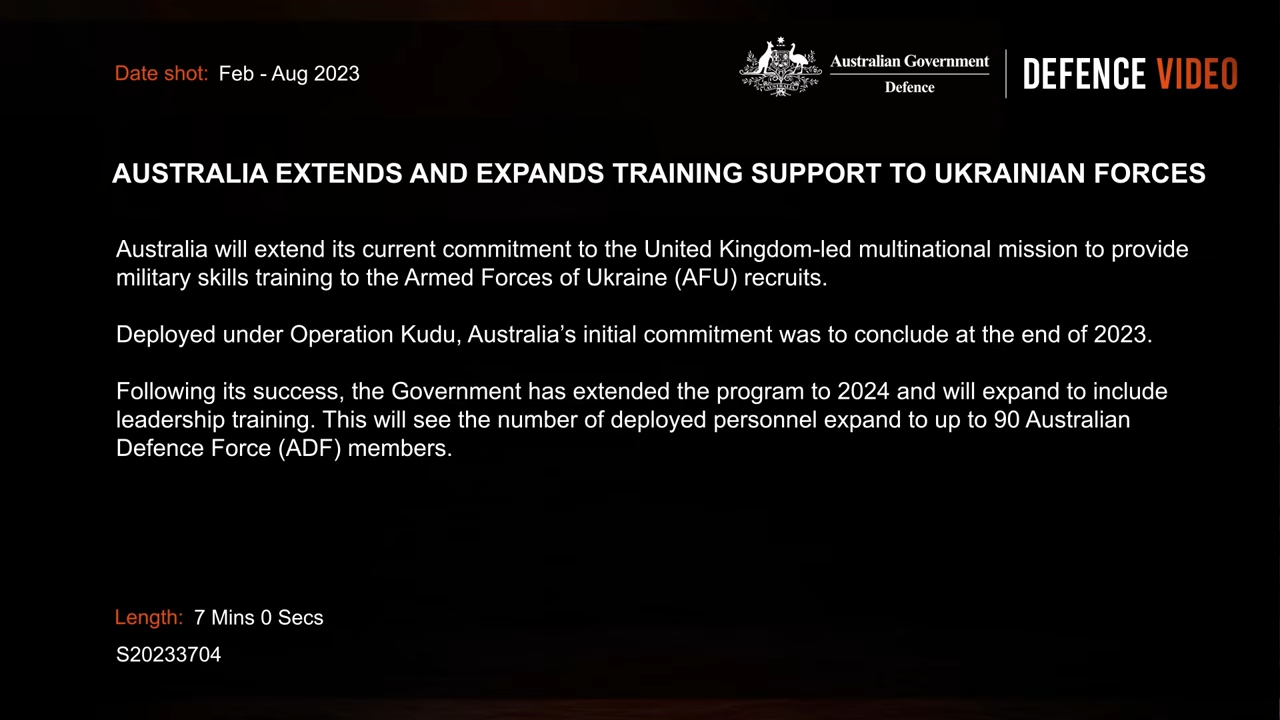 Date shot: Feb - Aug 2023
Australian Government
Defence
DEFENCE VIDEO
AUSTRALIA EXTENDS AND EXPANDS TRAINING SUPPORT TO UKRAINIAN FORCES
Australia will extend its current commitment to the United Kingdom-led multinational mission to provide
military skills training to the Armed Forces of Ukraine (AFU) recruits.
Deployed under Operation Kudu, Australia’s initial commitment was to conclude at the end of 2023.
Following its success, the Government has extended the program to 2024 and will expand to include
leadership training. This will see the number of deployed personnel expand to up to 90 Australian
Defence Force (ADF) members.
Length: 7 Mins 0 Secs
S20233704